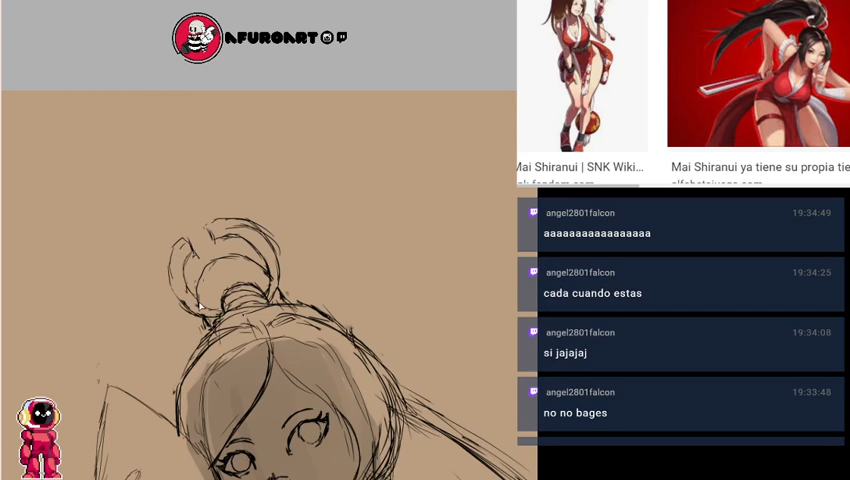 AFUROART
Mai Shiranui | SNK Wiki...
Mai Shiranui ya tiene su propia tie
angel2801falcon 19:34:49
aaaaaaaaaaaaaaaaa
angel2801falcon 19:34:25
cada cuando estas
angel2801falcon 19:34:08
si jajajaj
angel2801falcon 19:33:48
no no bages